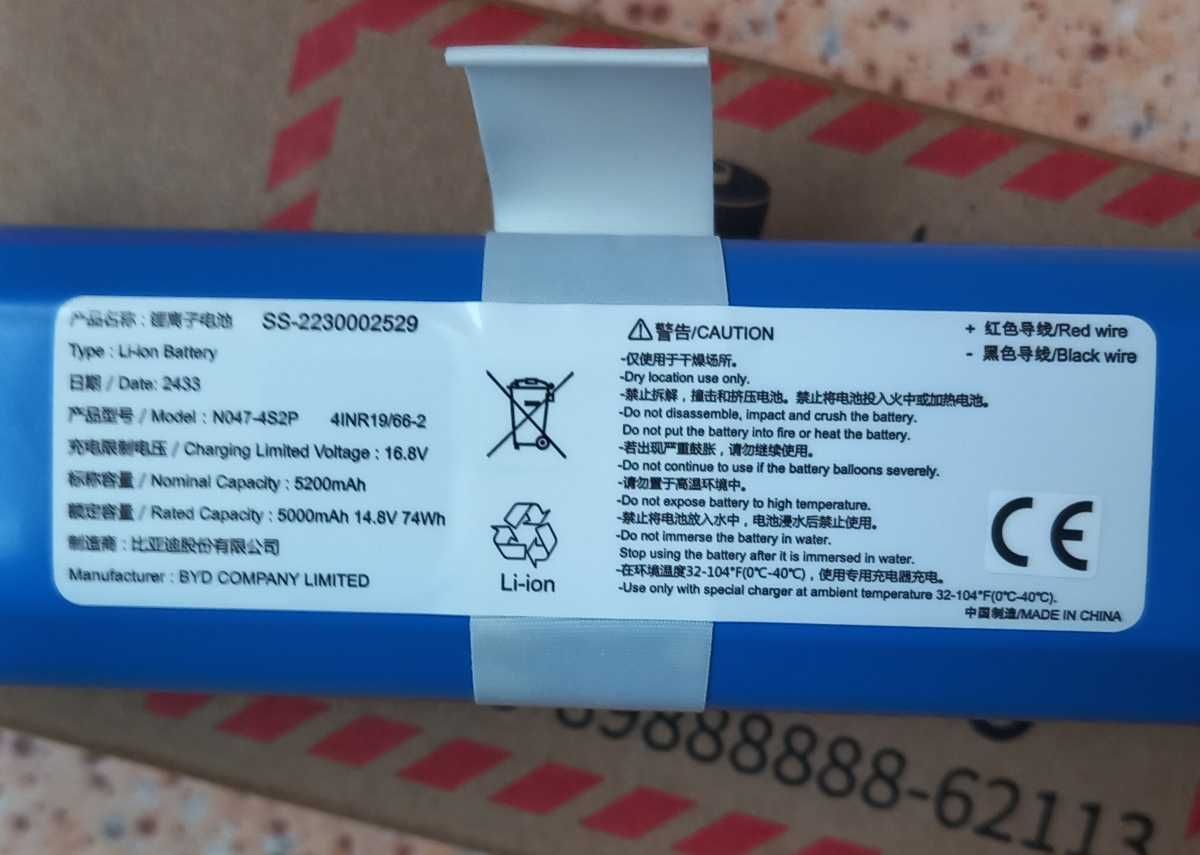 产品名称：锂离子电池 SS-2230002529
Type : Li-ion Battery
日期 / Date: 2433
产品型号 / Model : N047-4S2P 4INR19/66-2
充电限制电压 / Charging Limited Voltage : 16.8V
标称容量 / Nominal Capacity : 5200mAh
额定容量 / Rated Capacity : 5000mAh 14.8V 74Wh
制造商 : 比亚迪股份有限公司
Manufacturer : BYD COMPANY LIMITED
Li-ion
警告/CAUTION
-仅使用于干燥场所。
-Dry location use only.
-禁止拆解，撞击和挤压电池。禁止将电池投入火中或加热电池。
-Do not disassemble, impact and crush the battery.
Do not put the battery into fire or heat the battery.
-若出现严重鼓胀，请勿继续使用。
-Do not continue to use if the battery balloons severely.
-请勿置于高温环境中。
-Do not expose battery to high temperature.
-禁止将电池放入水中，电池浸水后禁止使用。
-Do not immerse the battery in water.
Stop using the battery after it is immersed in water.
-在环境温度32-104°F(0℃-40℃)，使用专用充电器充电。
-Use only with special charger at ambient temperature 32-104°F(0℃-40℃).
+ 红色导线/Red wire
- 黑色导线/Black wire
CE
中国制造/MADE IN CHINA
89888888-62113